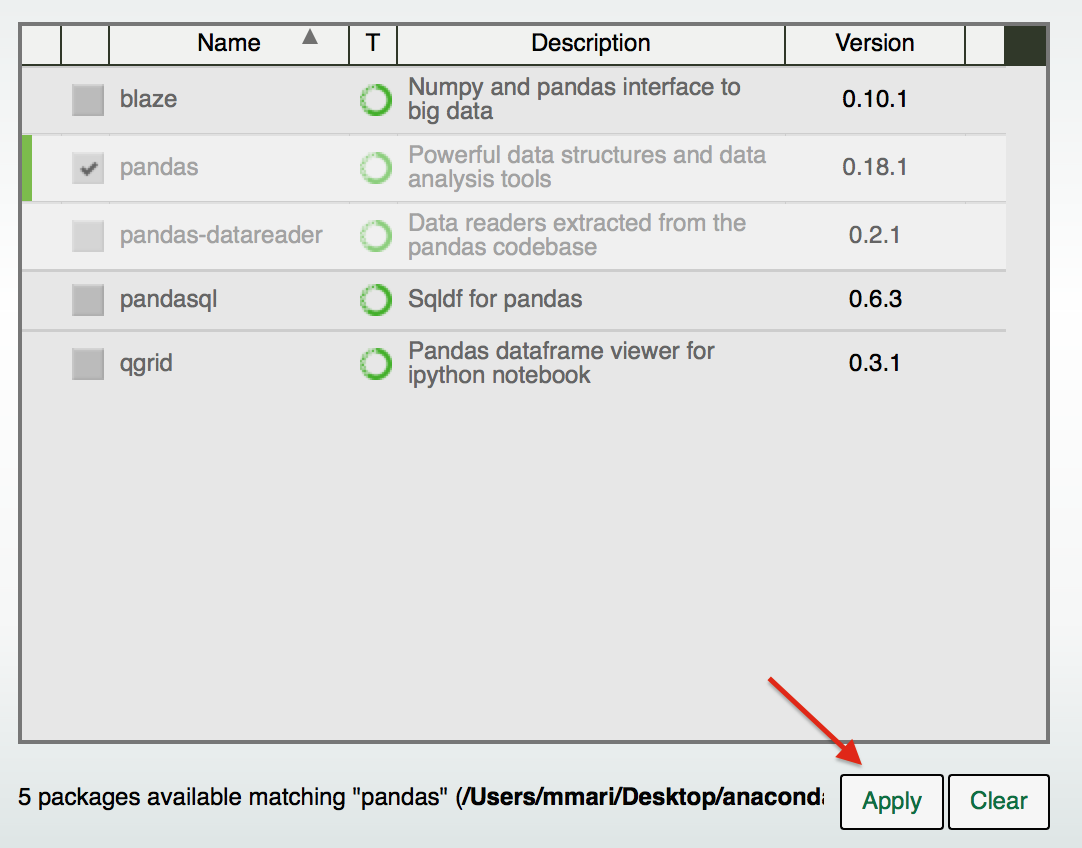 Name T Description Version
blaze Numpy and pandas interface to 0.10.1
big data
pandas Powerful data structures and data 0.18.1
analysis tools
pandas-datareader Data readers extracted from the 0.2.1
pandas codebase
pandasql Sqldf for pandas 0.6.3
qgrid Pandas dataframe viewer for 0.3.1
ipython notebook
5 packages available matching "pandas" (/Users/mmari/Desktop/anaconda Apply Clear